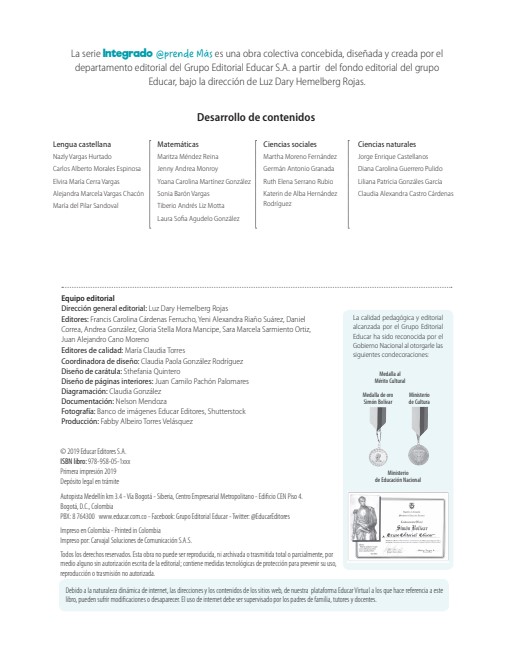 La serie Integrado @prende Más es una obra colectiva concebida, diseñada y creada por el
departamento editorial del Grupo Editorial Educar S.A. a partir del fondo editorial del grupo
Educar, bajo la dirección de Luz Dary Hemelberg Rojas.
Desarrollo de contenidos
Lengua castellana
Nazly Vargas Hurtado
Carlos Alberto Morales Espinosa
Elvira María Cerra Vargas
Alejandra Marcela Vargas Chacón
María del Pilar Sandoval
Matemáticas
Maritza Méndez Reina
Jenny Andrea Monroy
Yoana Carolina Martínez González
Sonia Barón Vargas
Tiberio Andrés Liz Motta
Laura Sofía Agudelo González
Ciencias sociales
Martha Moreno Fernández
Germán Antonio Granada
Ruth Elena Serrano Rubio
Katerin de Alba Hernández
Rodríguez
Ciencias naturales
Jorge Enrique Castellanos
Diana Carolina Guerrero Pulido
Liliana Patricia Gonzáles García
Claudia Alexandra Castro Cárdenas
Equipo editorial
Dirección general editorial: Luz Dary Hemelberg Rojas
Editores: Francis Carolina Cárdenas Ferrucho, Yeni Alexandra Riaño Suárez, Daniel
Correa, Andrea González, Gloria Stella Mora Mancipe, Sara Marcela Sarmiento Ortiz,
Juan Alejandro Cano Moreno
Editores de calidad: María Claudia Torres
Coordinadora de diseño: Claudia Paola González Rodríguez
Diseño de carátula: Sthefanía Quintero
Diseño de páginas interiores: Juan Camilo Pachón Palomares
Diagramación: Claudia González
Documentación: Nelson Mendoza
Fotografía: Banco de imágenes Educar Editores, Shutterstock
Producción: Fabby Albeiro Torres Velásquez
© 2019 Educar Editores S.A.
ISBN libro: 978-958-05-1xxx
Primera impresión 2019
Depósito legal en trámite
Autopista Medellín km 3.4 - Vía Bogotá - Siberia, Centro Empresarial Metropolitano - Edificio CEN Piso 4.
Bogotá, D.C., Colombia
PBX: 8 764300 www.educar.com.co - Facebook: Grupo Editorial Educar - Twitter: @EducarEditores
Impreso en Colombia - Printed in Colombia
Impreso por: Carvajal Soluciones de Comunicación S.A.S.
Todos los derechos reservados. Esta obra no puede ser reproducida, ni archivada o trasmitida total o parcialmente, por
medio alguno sin autorización escrita de la editorial; contiene medidas tecnológicas de protección para prevenir su uso,
reproducción o trasmisión no autorizada.
La calidad pedagógica y editorial
alcanzada por el Grupo Editorial
Educar ha sido reconocida por el
Gobierno Nacional al otorgarle las
siguientes condecoraciones:
Medalla al
Mérito Cultural
Medalla de oro
Simón Bolívar
Ministerio
de Cultura
Ministerio
de Educación Nacional
Simón Bolívar
Debido a la naturaleza dinámica de internet, las direcciones y los contenidos de los sitios web, de nuestra plataforma Educar Virtual a los que hace referencia a este
libro, pueden sufrir modificaciones o desaparecer. El uso de internet debe ser supervisado por los padres de familia, tutores y docentes.